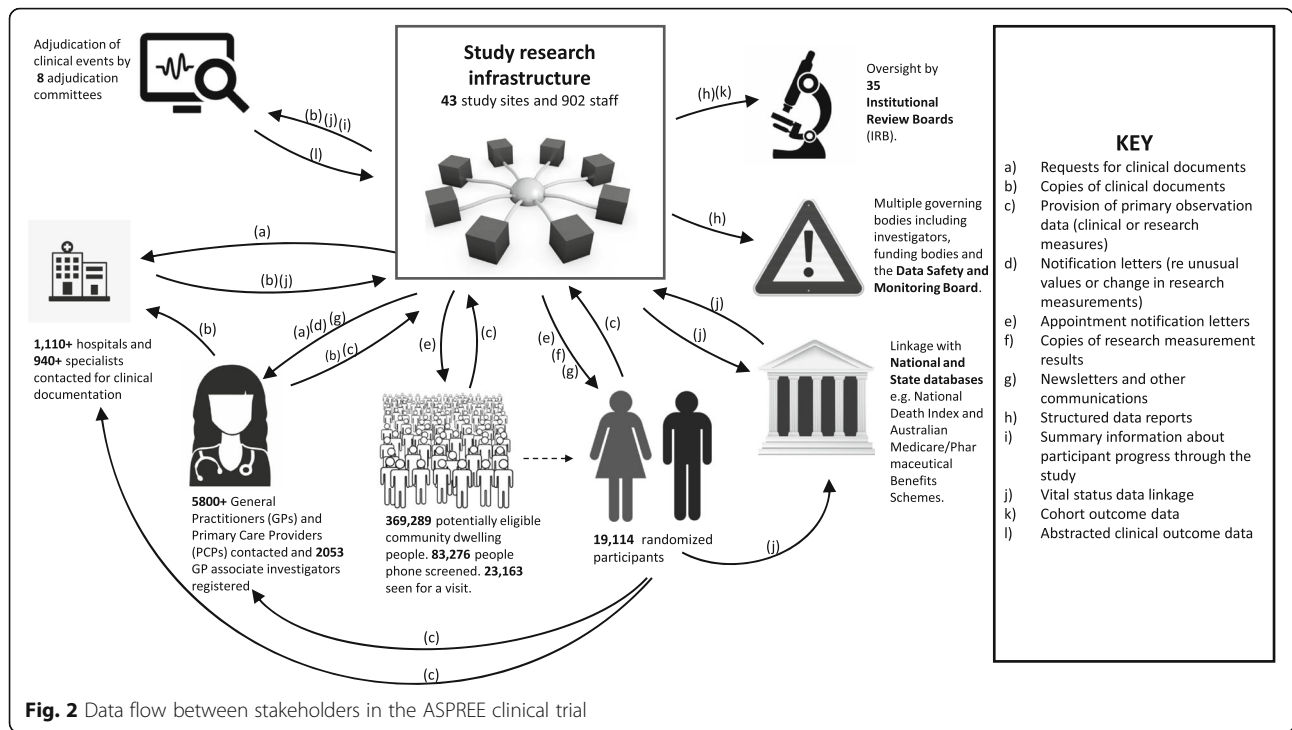 Adjudication of
clinical events by
8 adjudication
committees
Study research
infrastructure
43 study sites and 902 staff
(b)(j)(i)
(l)
(h)(k)
Oversight by
35
Institutional
Review Boards
(IRB).
(h)
Multiple governing
bodies including
investigators,
funding bodies and
the Data Safety and
Monitoring Board.
(a)
(b)(j)
1,110+ hospitals and
940+ specialists
contacted for clinical
documentation
(b)
(a)(d)(g)
(b)(c)
(e)
(c)
(e)
(f)
(g)
(c)
(j)
(j)
Linkage with
National and
State databases
e.g. National
Death Index and
Australian
Medicare/Phar
maceutical
Benefits
Schemes.
5800+ General
Practitioners (GPs) and
Primary Care Providers
(PCPs) contacted and 2053
GP associate investigators
registered
369,289 potentially eligible
community dwelling
people. 83,276 people
phone screened. 23,163
seen for a visit.
19,114 randomized
participants
(j)
(c)
(c)
KEY
a) Requests for clinical documents
b) Copies of clinical documents
c) Provision of primary observation
data (clinical or research
measures)
d) Notification letters (re unusual
values or change in research
measurements)
e) Appointment notification letters
f) Copies of research measurement
results
g) Newsletters and other
communications
h) Structured data reports
i) Summary information about
participant progress through the
study
j) Vital status data linkage
k) Cohort outcome data
l) Abstracted clinical outcome data
Fig. 2 Data flow between stakeholders in the ASPREE clinical trial